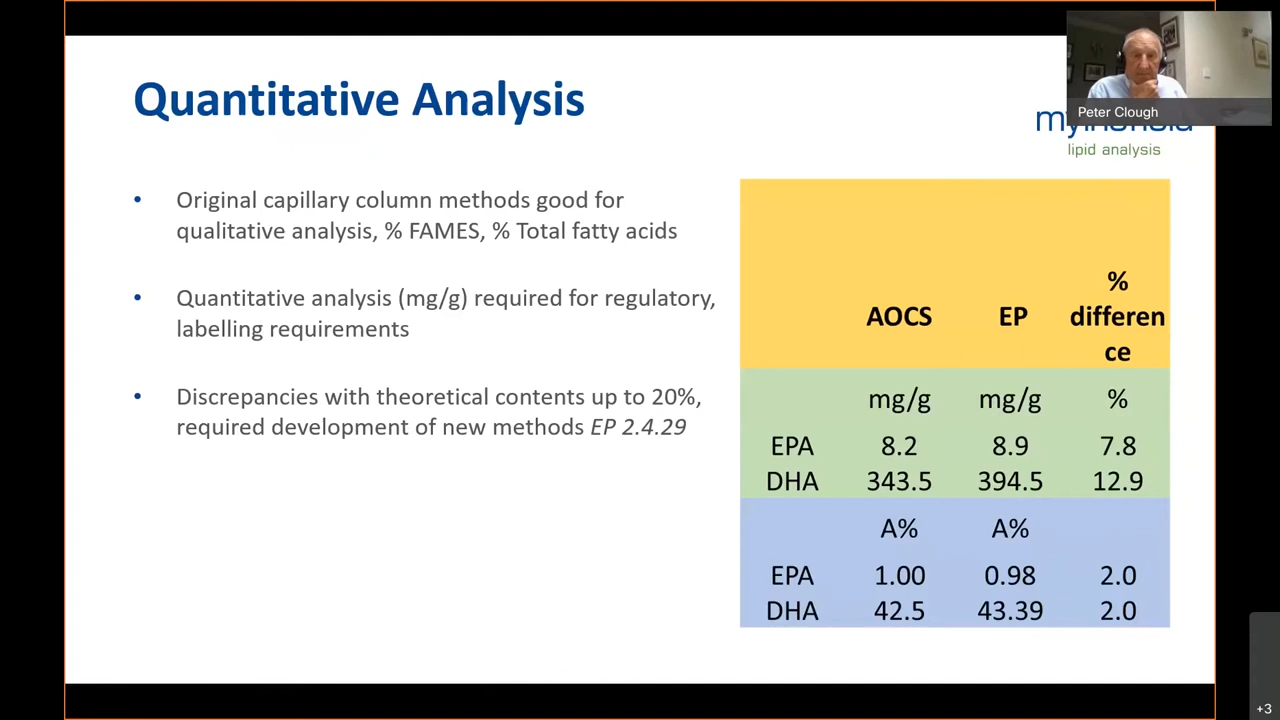 Quantitative Analysis
Peter Clough
lipid analysis
• Original capillary column methods good for
qualitative analysis, % FAMES, % Total fatty acids
• Quantitative analysis (mg/g) required for regulatory,
labelling requirements
• Discrepancies with theoretical contents up to 20%,
required development of new methods EP 2.4.29
%
AOCS EP differen
ce
mg/g mg/g %
EPA 8.2 8.9 7.8
DHA 343.5 394.5 12.9
A% A%
EPA 1.00 0.98 2.0
DHA 42.5 43.39 2.0
+3